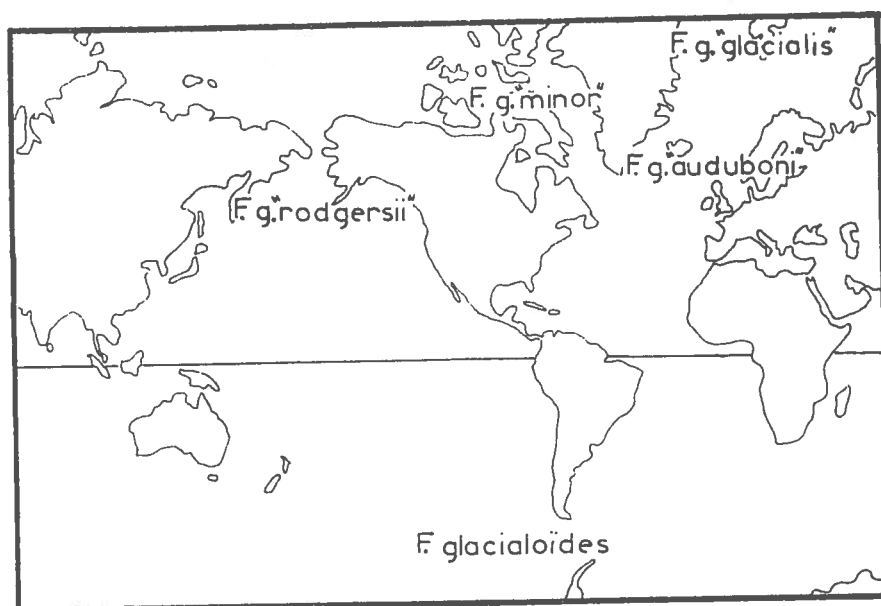 F. g. "glacialis"
F. g. "minor"
F. g. "auduboni"
F. g. "rodgersii"
F. glacialoïdes